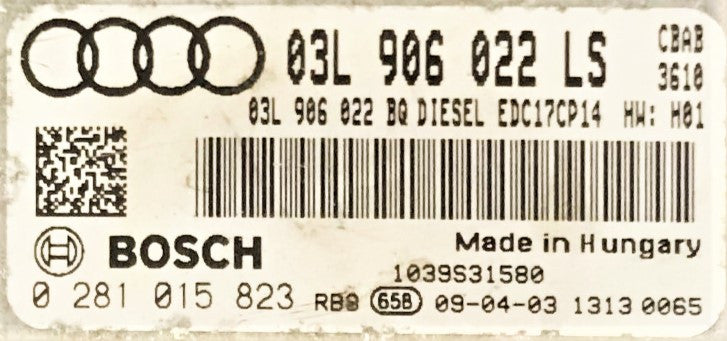 03L 906 022 LS
CBAB
3610
03L 906 022 BQ DIESEL EDC17CP14 HW: H01
BOSCH
Made in Hungary
1039S31580
0 281 015 823 RB8 658 09-04-03 1313 0065